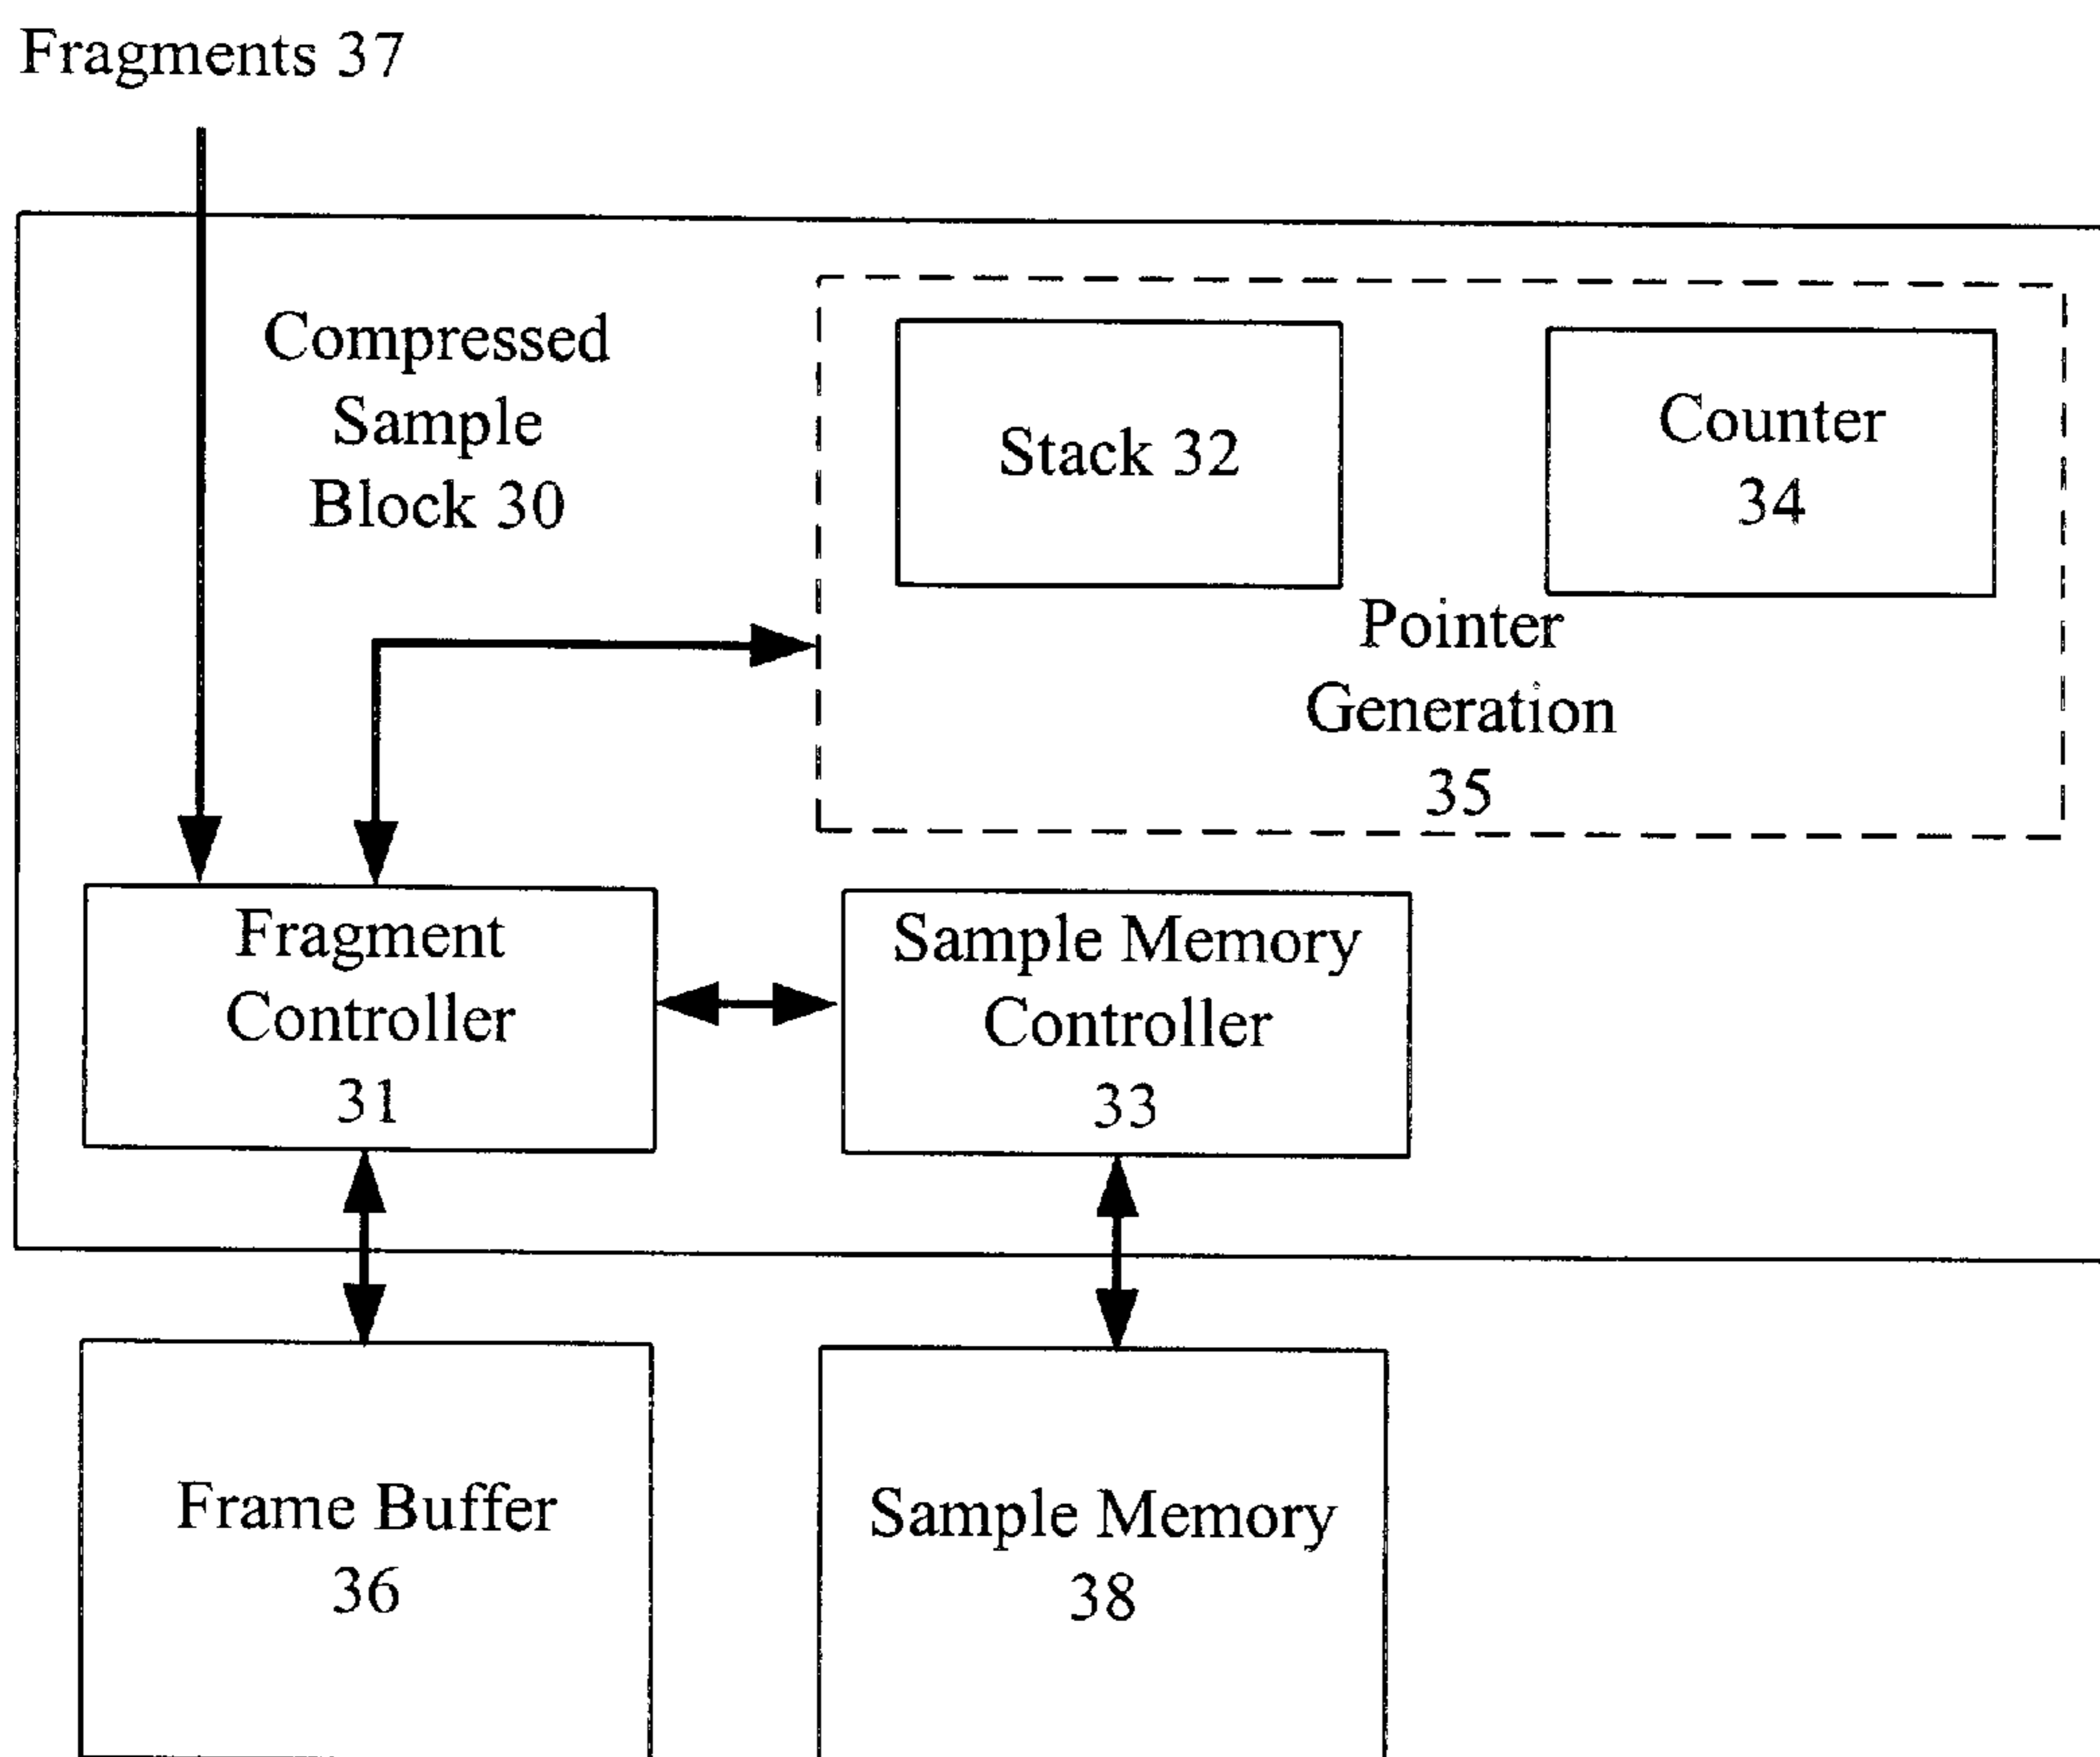 Fragments 37
Compressed
Sample
Block 30
Stack 32
Counter
34
Pointer
Generation
35
Fragment
Controller
31
Sample Memory
Controller
33
Frame Buffer
36
Sample Memory
38